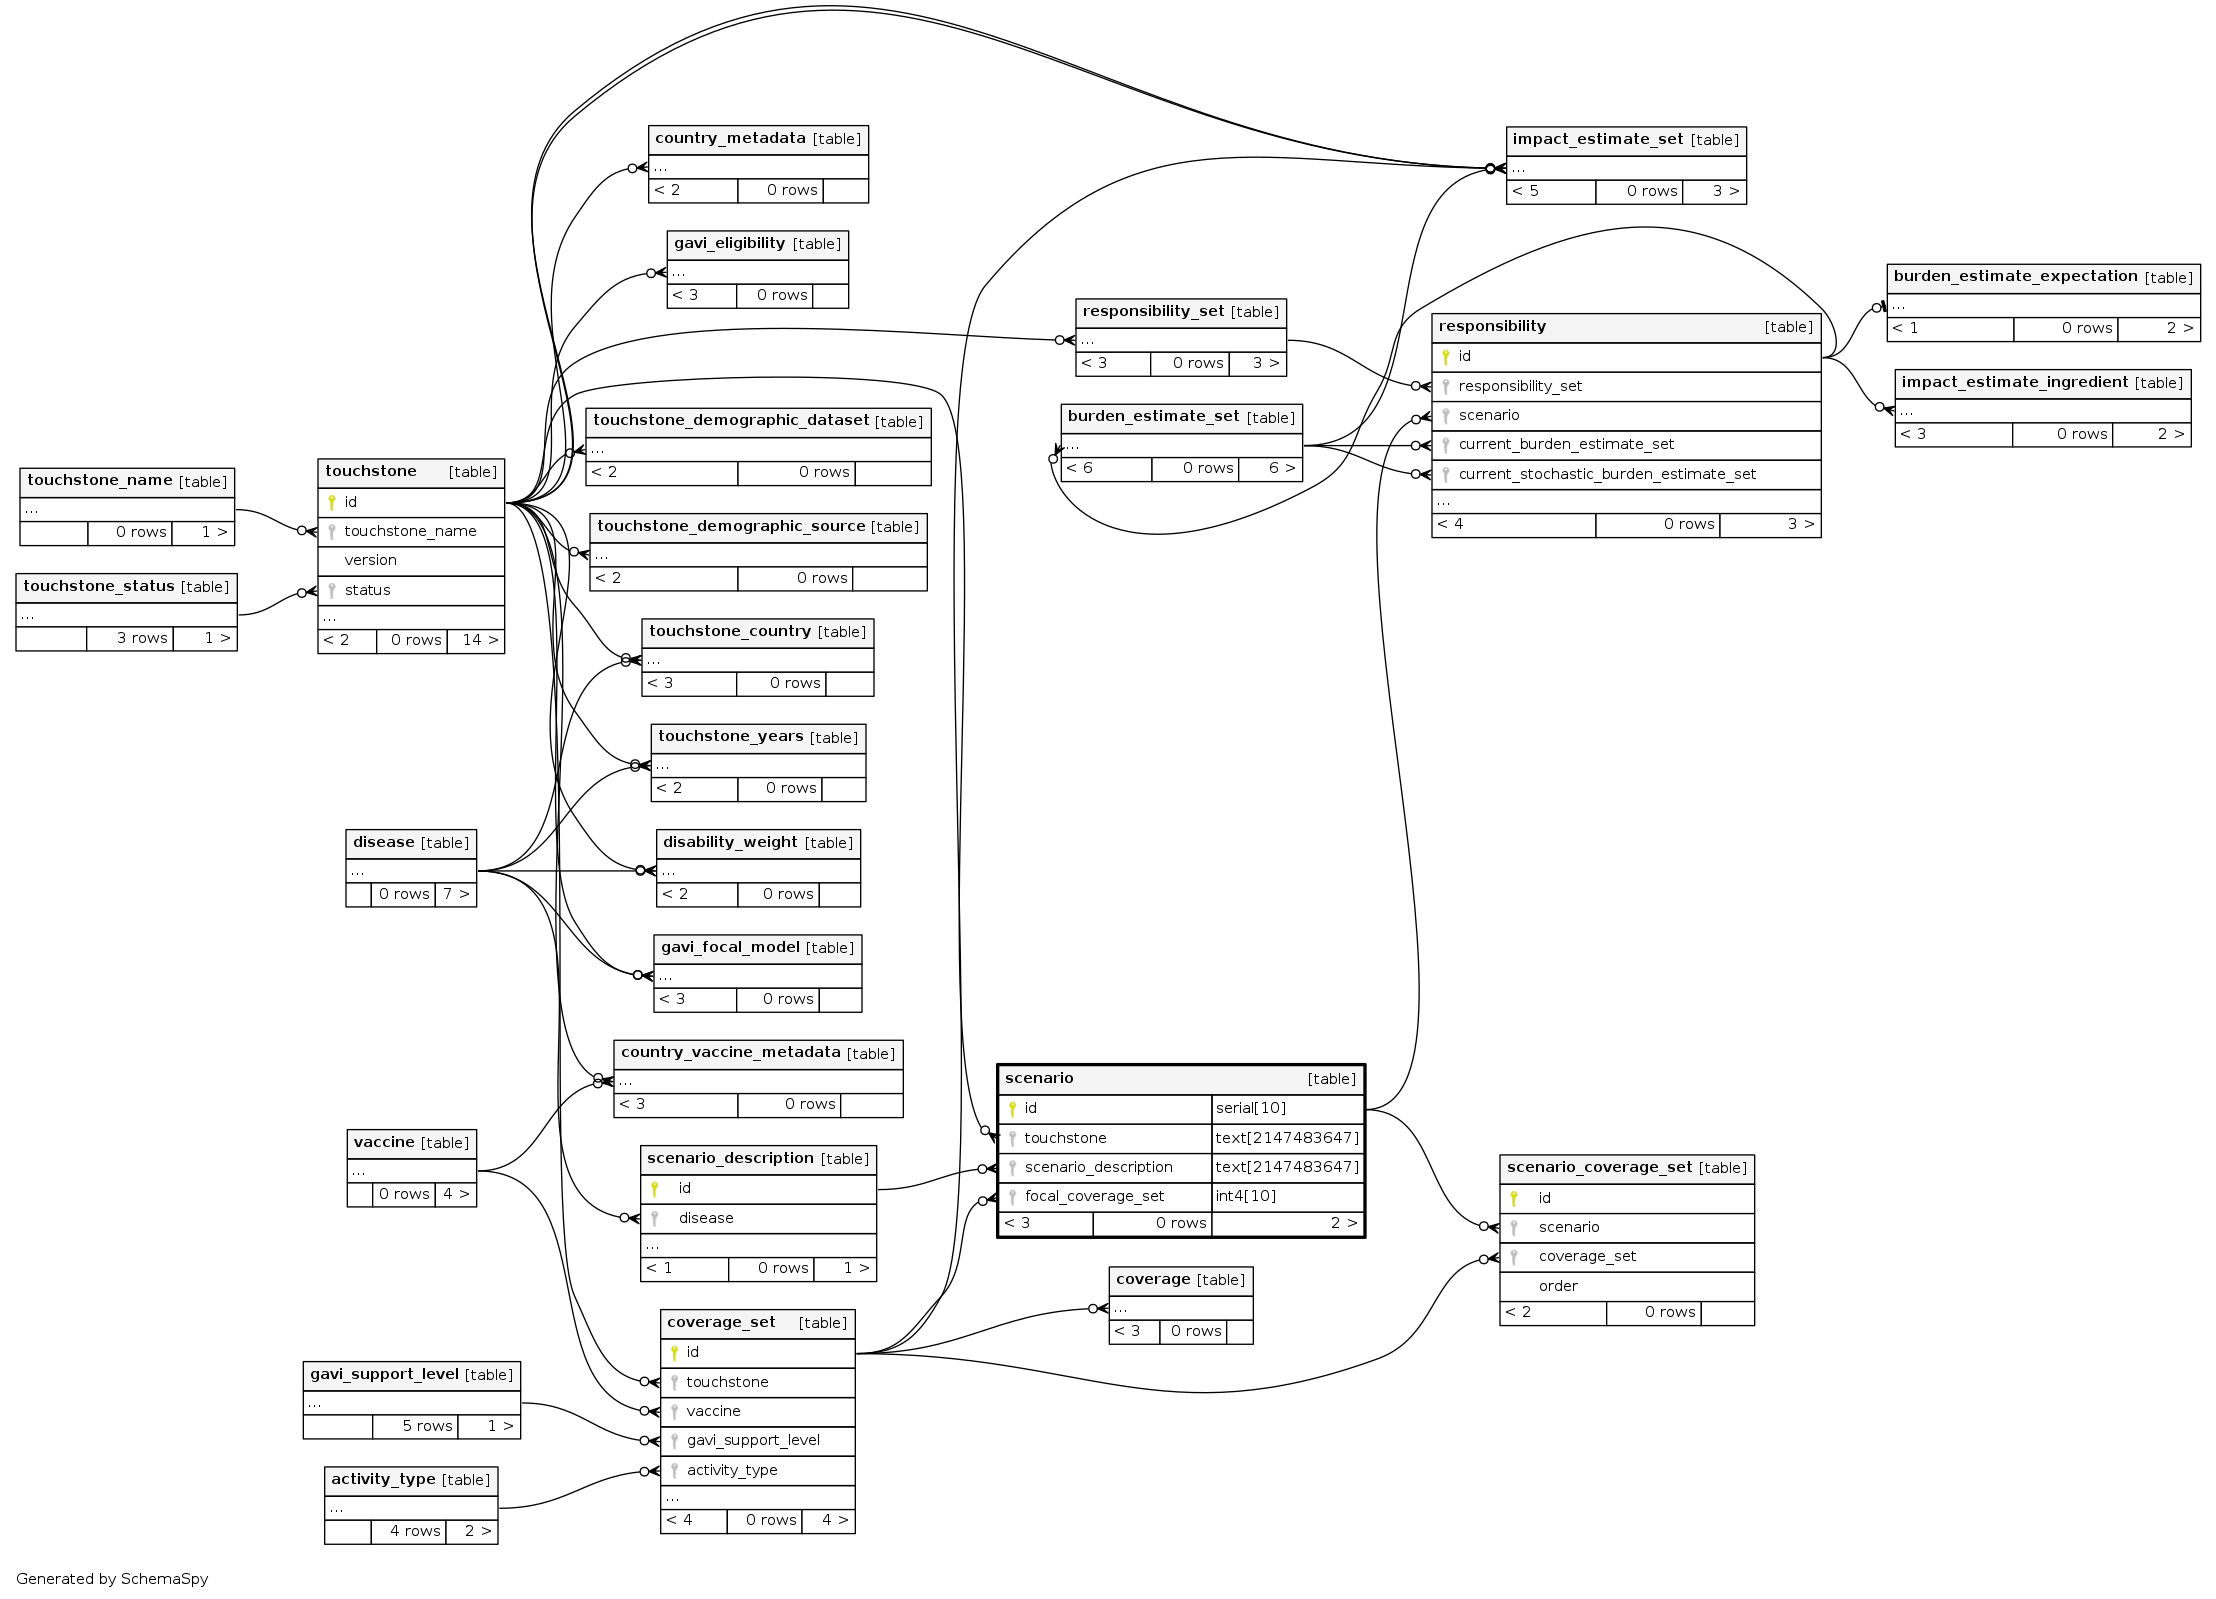 country_metadata [table]
...
< 2 0 rows
gavi_eligibility [table]
...
< 3 0 rows
impact_estimate_set [table]
...
< 5 0 rows 3 >
responsibility_set [table]
...
< 3 0 rows 3 >
responsibility [table]
id
responsibility_set
scenario
current_burden_estimate_set
current_stochastic_burden_estimate_set
...
< 4 0 rows 3 >
burden_estimate_expectation [table]
...
< 1 0 rows 2 >
impact_estimate_ingredient [table]
...
< 3 0 rows 2 >
burden_estimate_set [table]
...
< 6 0 rows 6 >
touchstone_demographic_dataset [table]
...
< 2 0 rows
touchstone_name [table]
...
0 rows 1 >
touchstone [table]
id
touchstone_name
version
status
...
< 2 0 rows 14 >
touchstone_status [table]
...
3 rows 1 >
touchstone_demographic_source [table]
...
< 2 0 rows
touchstone_country [table]
...
< 3 0 rows
touchstone_years [table]
...
< 2 0 rows
disease [table]
...
0 rows 7 >
disability_weight [table]
...
< 2 0 rows
gavi_focal_model [table]
...
< 3 0 rows
country_vaccine_metadata [table]
...
< 3 0 rows
vaccine [table]
...
0 rows 4 >
scenario_description [table]
id
disease
...
< 1 0 rows 1 >
scenario [table]
id serial[10]
touchstone text[2147483647]
scenario_description text[2147483647]
focal_coverage_set int4[10]
< 3 0 rows 2 >
scenario_coverage_set [table]
id
scenario
coverage_set
order
< 2 0 rows
coverage [table]
...
< 3 0 rows
coverage_set [table]
id
touchstone
vaccine
gavi_support_level
activity_type
...
< 4 0 rows 4 >
gavi_support_level [table]
...
5 rows 1 >
activity_type [table]
...
4 rows 2 >
Generated by SchemaSpy